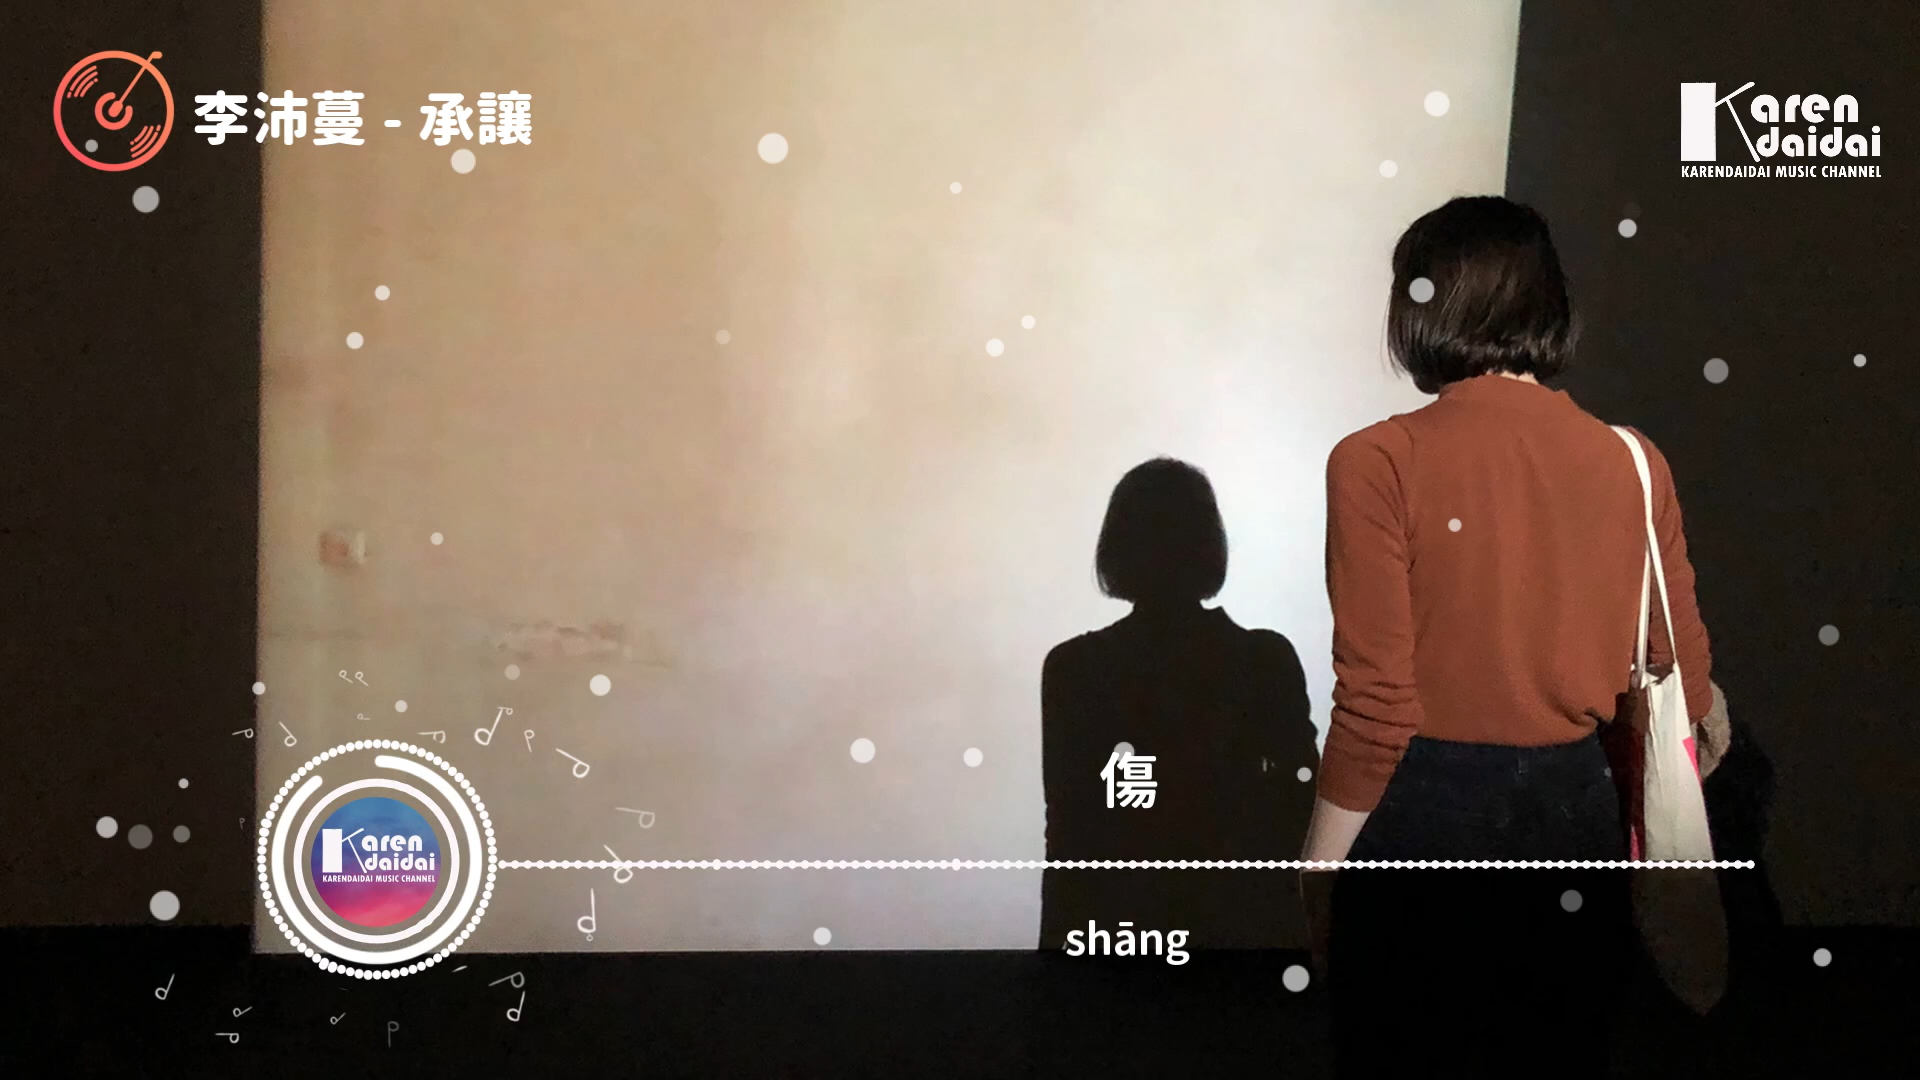 李沛蔓 - 承讓
Karen
daidai
KARENDAIDAI MUSIC CHANNEL
傷
Karen
daidai
KARENDAIDAI MUSIC CHANNEL
shāng